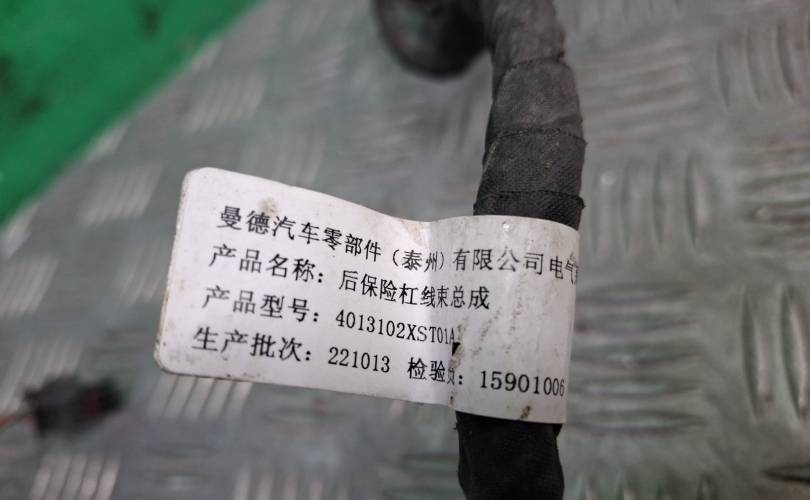 曼德汽车零部件（泰州）有限公司电气
产品名称：后保险杠线束总成
产品型号：4013102XST01A
生产批次：221013 检验员：15901006